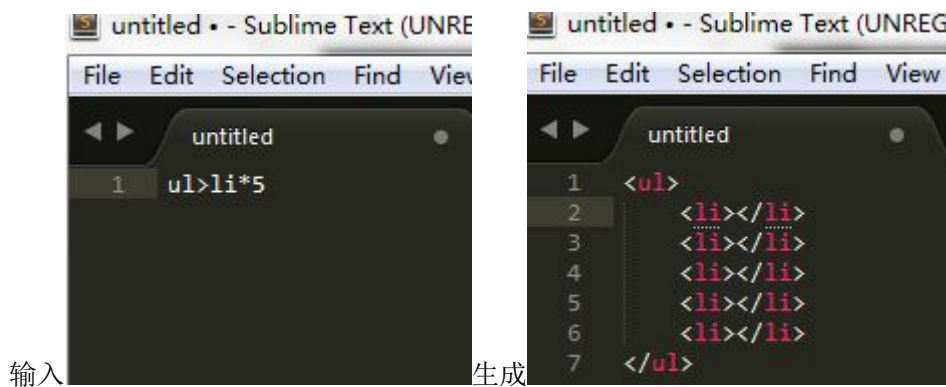 untitled • - Sublime Text (UNRE
File Edit Selection Find Vie
untitled
1 ul>li*5
输入
untitled • - Sublime Text (UNREG
File Edit Selection Find View
untitled
1 <ul>
2 <li></li>
3 <li></li>
4 <li></li>
5 <li></li>
6 <li></li>
7 </ul>
生成